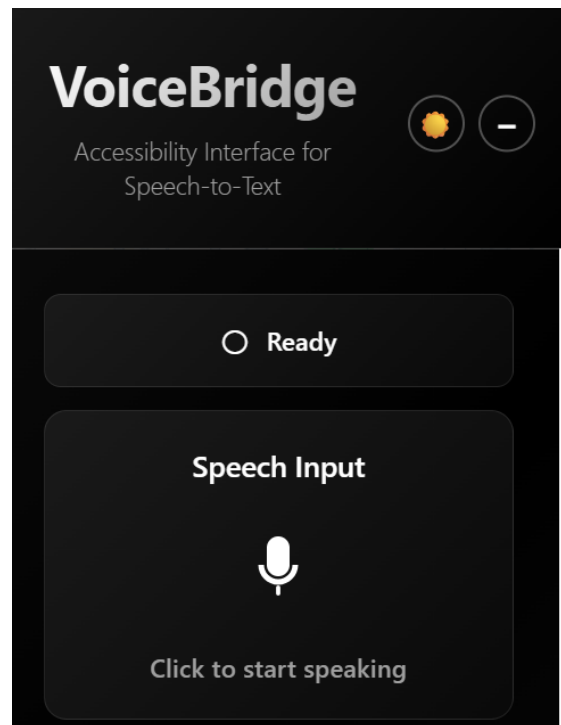 VoiceBridge
Accessibility Interface for
Speech-to-Text
Ready
Speech Input
Click to start speaking